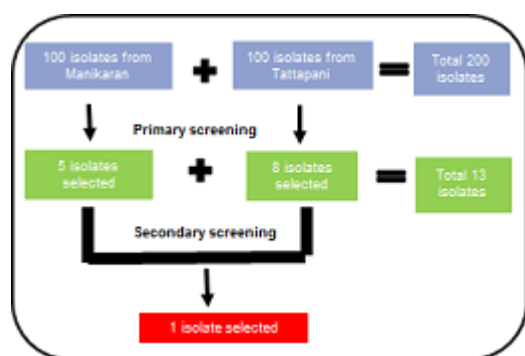 100 isolates from
Manikaran
+
100 isolates from
Tattapani
=
Total 200
isolates
Primary screening
5 isolates
selected
+
8 isolates
selected
=
Total 13
isolates
Secondary screening
1 isolate selected